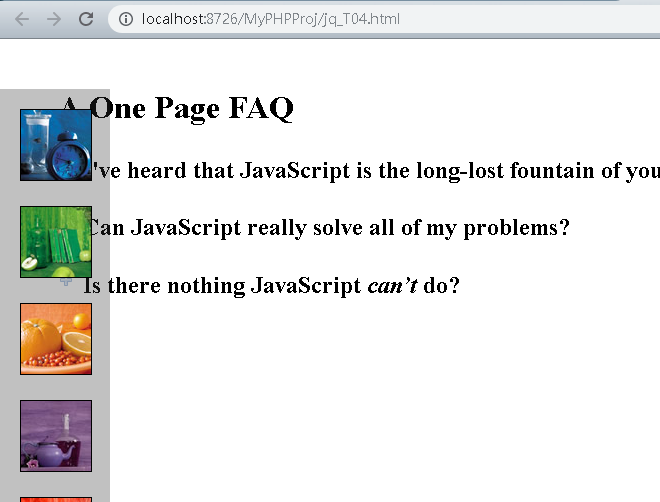 localhost:8726/MyPHPProj/jq_T04.html
A One Page FAQ
've heard that JavaScript is the long-lost fountain of you
Can JavaScript really solve all of my problems?
Is there nothing JavaScript can’t do?